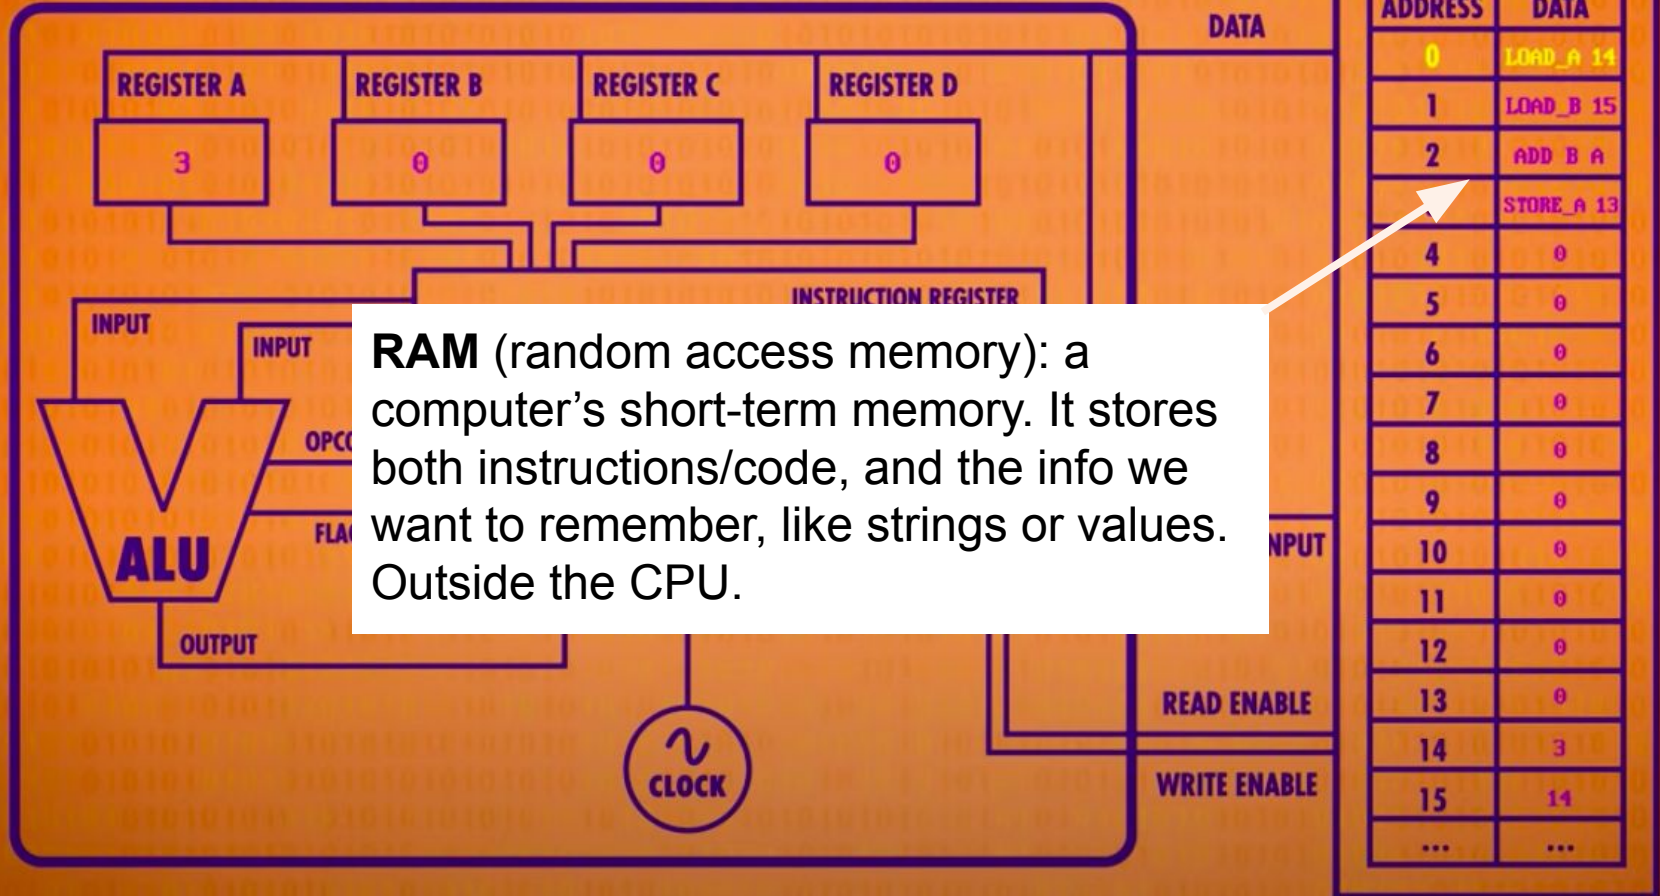 DATA
ADDRESS DATA
0 LOAD_A 14
1 LOAD_B 15
2 ADD B A
STORE_A 13
4 0
5 0
6 0
7 0
8 0
9 0
10 0
11 0
12 0
13 0
14 3
15 14
... ...
REGISTER A REGISTER B REGISTER C REGISTER D
3 0 0 0
INSTRUCTION REGISTER
INPUT
INPUT
RAM (random access memory): a
computer’s short-term memory. It stores
both instructions/code, and the info we
want to remember, like strings or values.
Outside the CPU.
ALU
OUTPUT
CLOCK
READ ENABLE
WRITE ENABLE